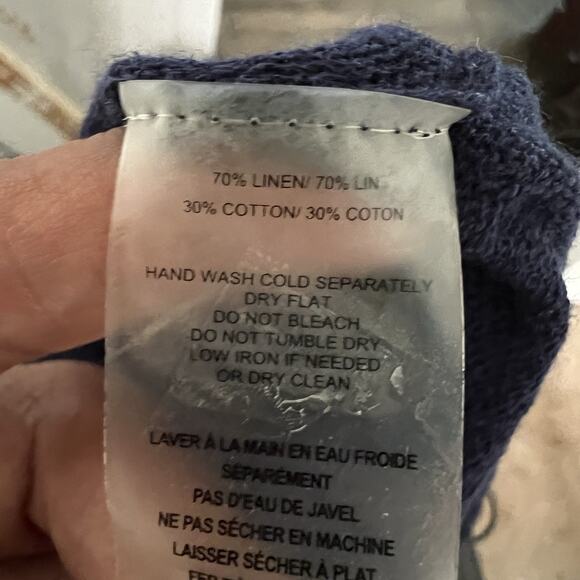 70% LINEN/ 70% LIN
30% COTTON/ 30% COTON
HAND WASH COLD SEPARATELY
DRY FLAT
DO NOT BLEACH
DO NOT TUMBLE DRY
LOW IRON IF NEEDED
OR DRY CLEAN
LAVER À LA MAIN EN EAU FROIDE
SÉPARÉMENT
PAS D'EAU DE JAVEL
NE PAS SÉCHER EN MACHINE
LAISSER SÉCHER À PLAT